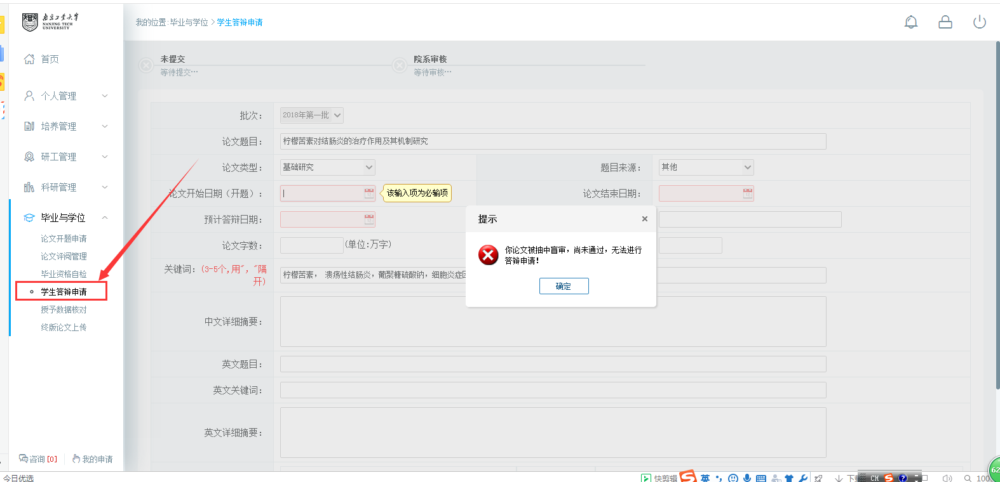 南京工业大学
NANJING TECH
UNIVERSITY
我的位置:毕业与学位 > 学生答辩申请
首页
个人管理
培养管理
研工管理
科研管理
毕业与学位
论文开题申请
论文评阅管理
毕业资格自检
学生答辩申请
授予数据核对
终版论文上传
咨询[0]
我的申请
未提交
等待提交…
院系审核
等待审核…
批次：
2018年第一批
论文题目：
柠檬苦素对结肠炎的治疗作用及其机制研究
论文类型：
基础研究
题目来源：
其他
论文开始日期（开题）：
该输入项为必输项
论文结束日期：
预计答辩日期：
论文字数：
(单位:万字)
关键词：(3-5个,用"，"隔
开)
柠檬苦素， 溃疡性结肠炎，葡聚糖硫酸钠，细胞炎症因
提示
×
你论文被抽中盲审，尚未通过，无法进行
答辩申请！
确定
中文详细摘要：
英文题目：
英文关键词：
英文详细摘要：
今日优选
快剪辑
英
CH
62